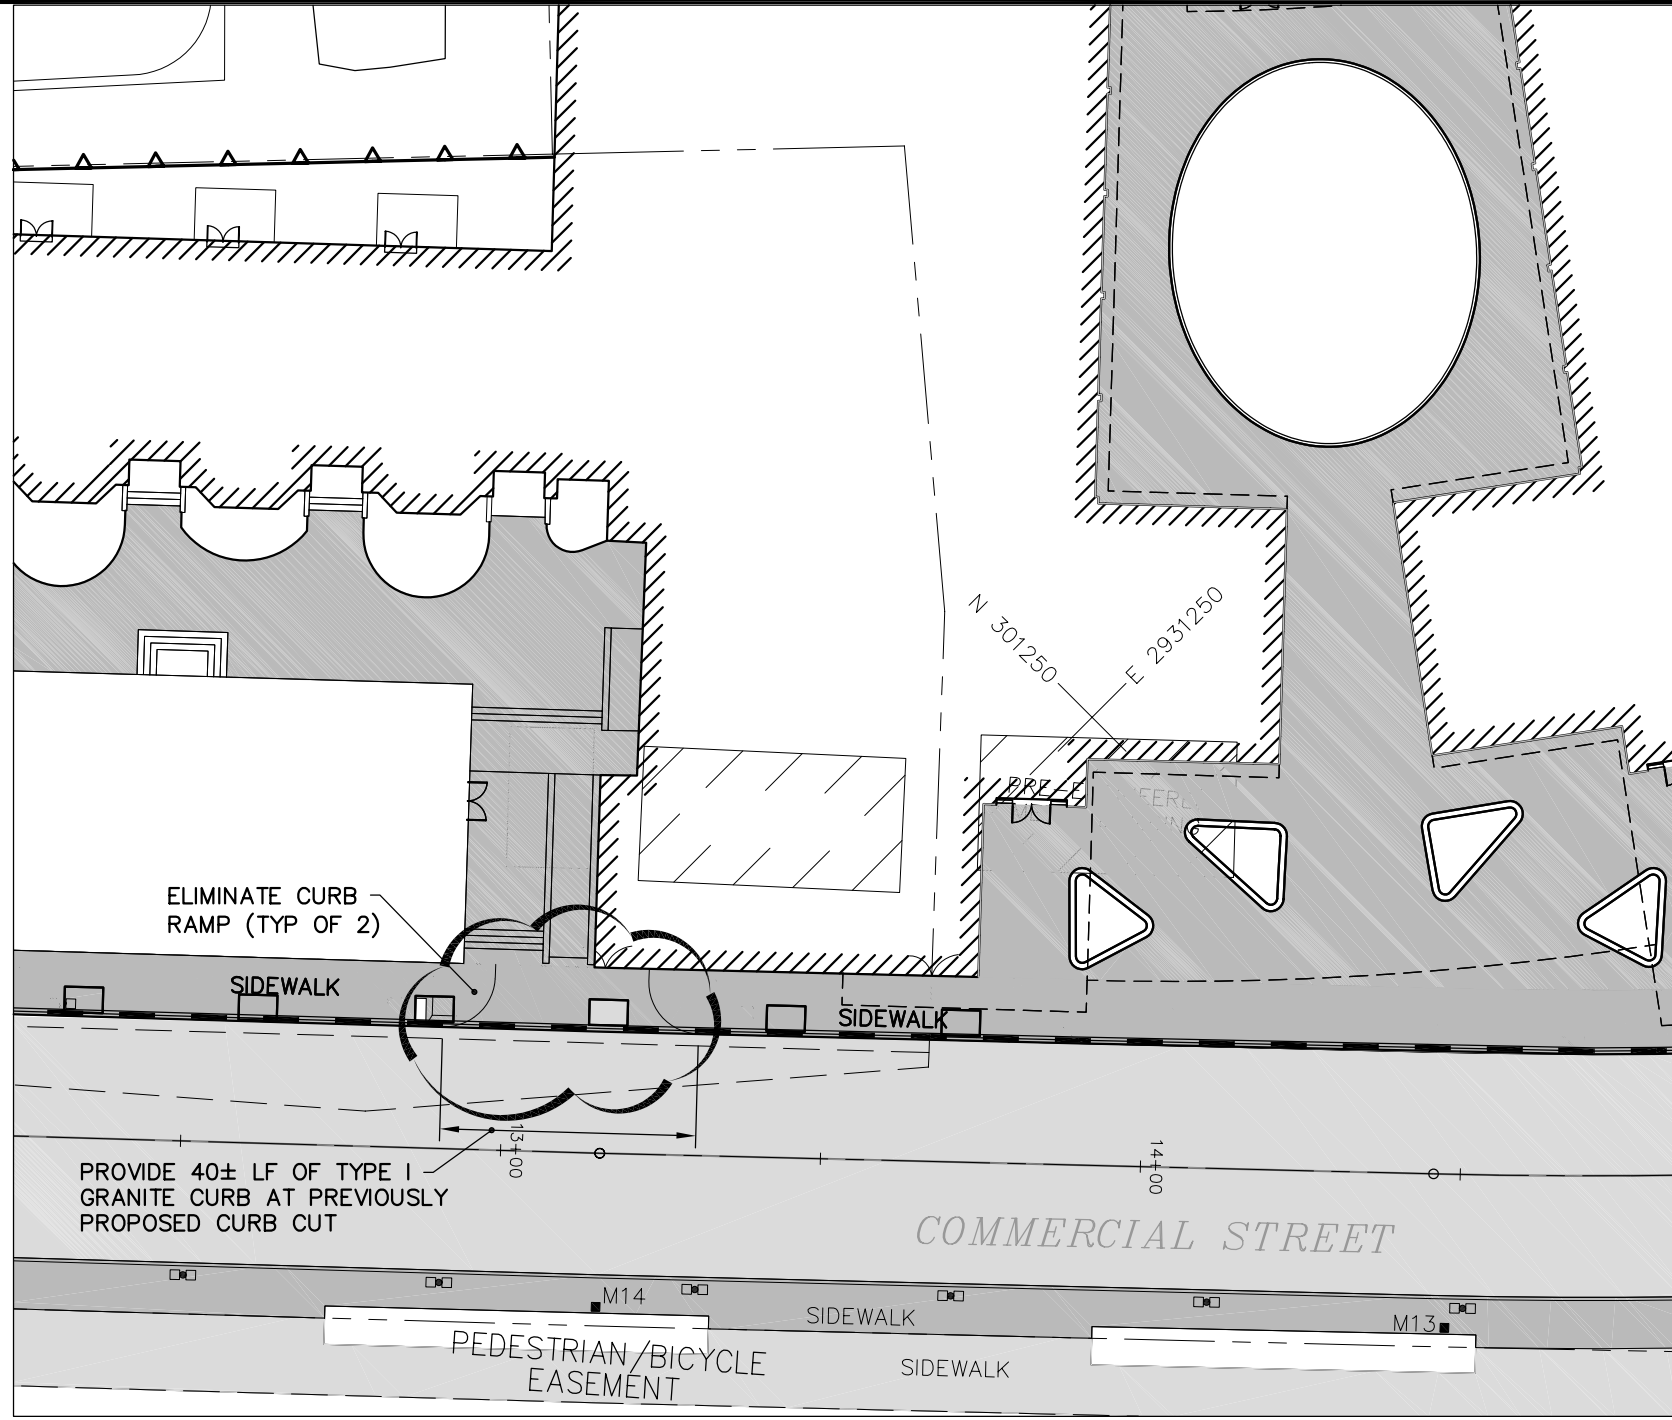 N 301250
E 2931250
PRE-E
ELIMINATE CURB
RAMP (TYP OF 2)
SIDEWALK
SIDEWALK
13+00
14+00
PROVIDE 40± LF OF TYPE I
GRANITE CURB AT PREVIOUSLY
PROPOSED CURB CUT
COMMERCIAL STREET
M14
SIDEWALK
M13
PEDESTRIAN/BICYCLE
EASEMENT
SIDEWALK